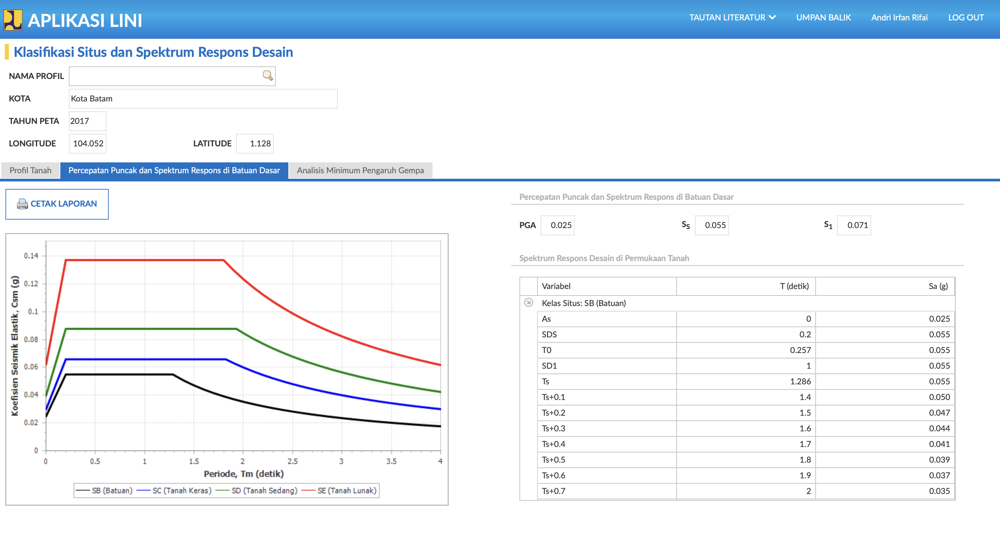 APLIKASI LINI
TAUTAN LITERATUR
UMPAN BALIK
Andri Irfan Rifai
LOG OUT
Klasifikasi Situs dan Spektrum Respons Desain
NAMA PROFIL
KOTA Kota Batam
TAHUN PETA 2017
LONGITUDE 104.052 LATITUDE 1.128
Profil Tanah Percepatan Puncak dan Spektrum Respons di Batuan Dasar Analisis Minimum Pengaruh Gempa
CETAK LAPORAN
Koefisien Seismik Elastik, Csm (g)
0.14
0.12
0.1
0.08
0.06
0.04
0.02
0
0 0.5 1 1.5 2 2.5 3 3.5 4
Periode, Tm (detik)
SB (Batuan) SC (Tanah Keras) SD (Tanah Sedang) SE (Tanah Lunak)
Percepatan Puncak dan Spektrum Respons di Batuan Dasar
PGA 0.025 SS 0.055 S1 0.071
Spektrum Respons Desain di Permukaan Tanah
Variabel T (detik) Sa (g)
Kelas Situs: SB (Batuan)
As 0 0.025
SDS 0.2 0.055
T0 0.257 0.055
SD1 1 0.055
Ts 1.286 0.055
Ts+0.1 1.4 0.050
Ts+0.2 1.5 0.047
Ts+0.3 1.6 0.044
Ts+0.4 1.7 0.041
Ts+0.5 1.8 0.039
Ts+0.6 1.9 0.037
Ts+0.7 2 0.035